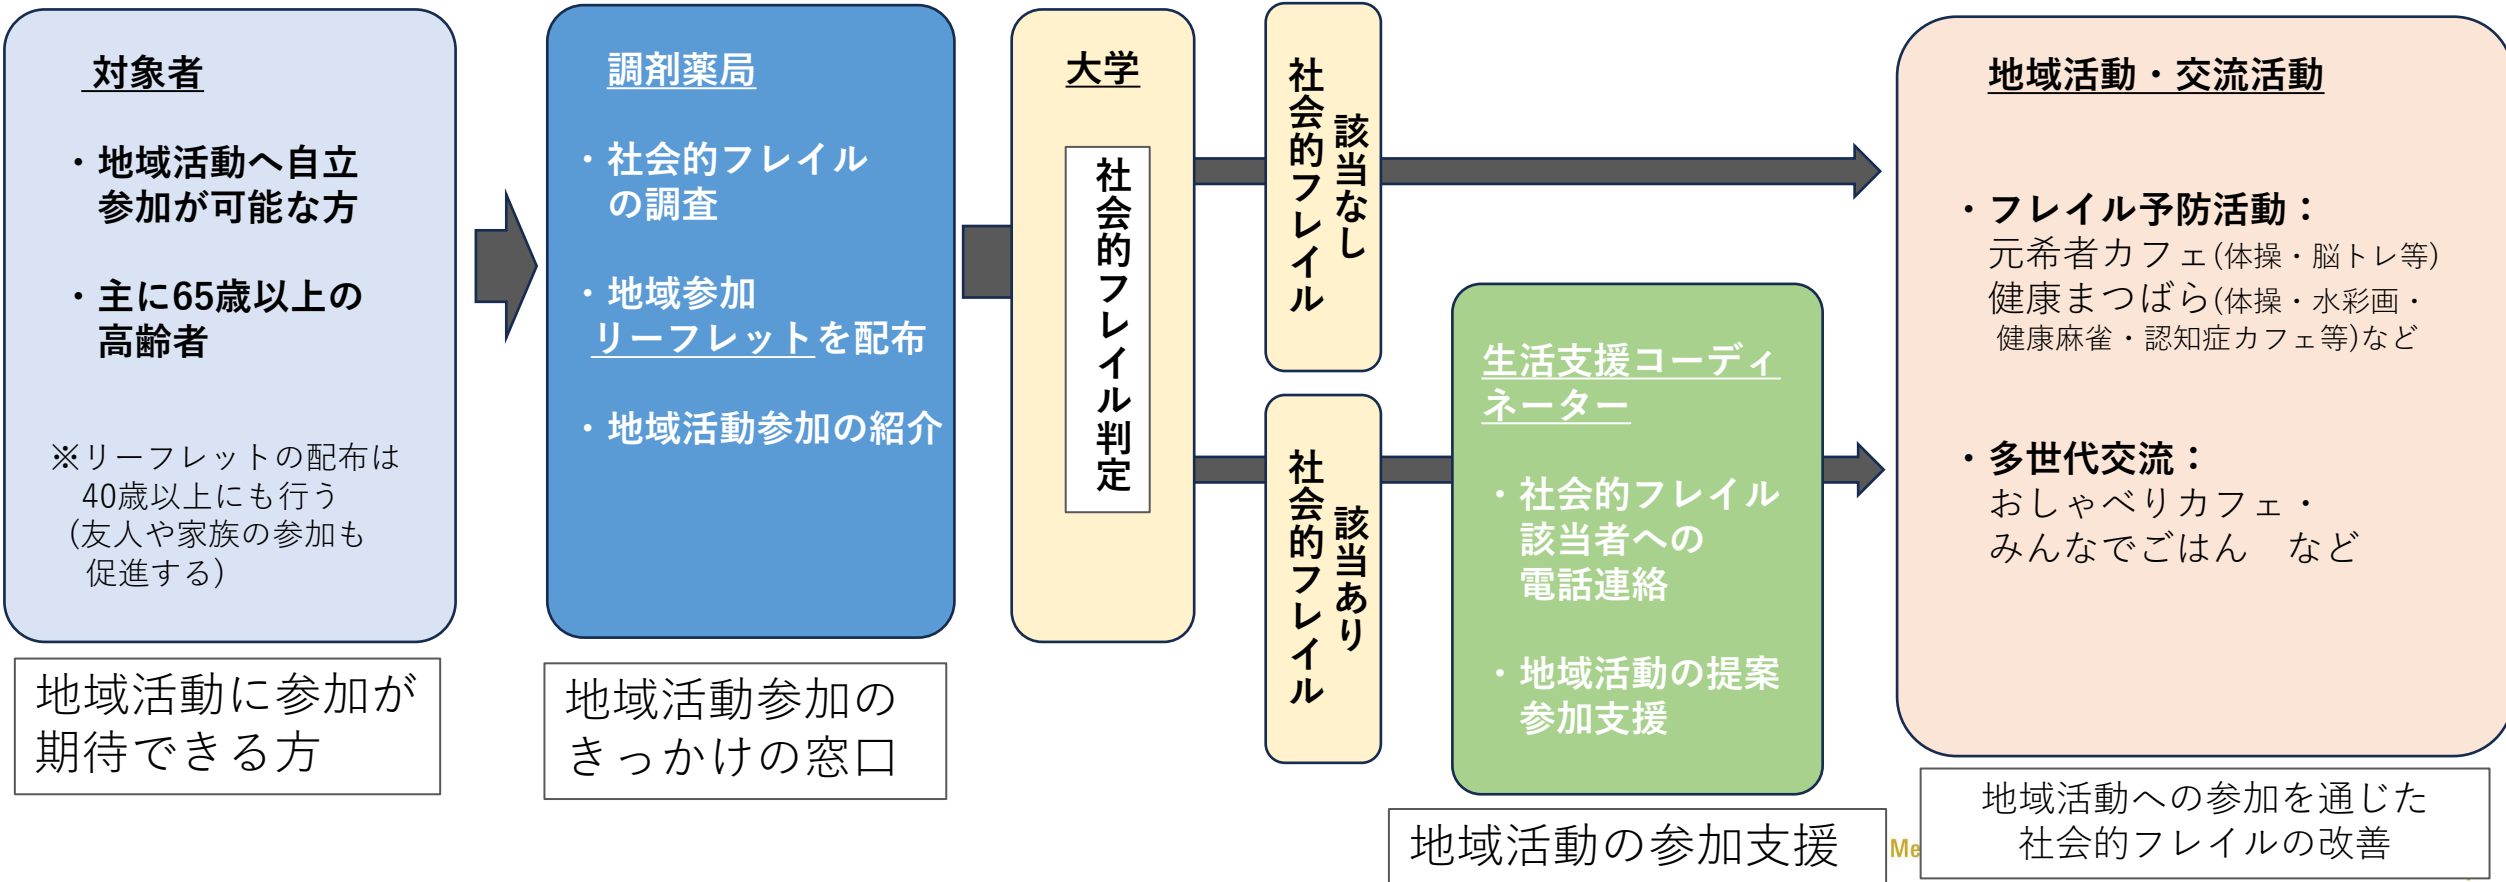 対象者
・地域活動へ自立
参加が可能な方
・主に65歳以上の
高齢者
※リーフレットの配布は
40歳以上にも行う
(友人や家族の参加も
促進する)
地域活動に参加が
期待できる方
調剤薬局
・社会的フレイル
の調査
・地域参加
リーフレットを配布
・地域活動参加の紹介
地域活動参加の
きっかけの窓口
大学
社会的フレイル判定
社会的フレイル
該当なし
社会的フレイル
該当あり
生活支援コーディ
ネーター
・社会的フレイル
該当者への
電話連絡
・地域活動の提案
参加支援
地域活動の参加支援
地域活動・交流活動
・フレイル予防活動：
元希者カフェ(体操・脳トレ等)
健康まつばら(体操・水彩画・
健康麻雀・認知症カフェ等)など
・多世代交流：
おしゃべりカフェ・
みんなでごはん　など
地域活動への参加を通じた
社会的フレイルの改善